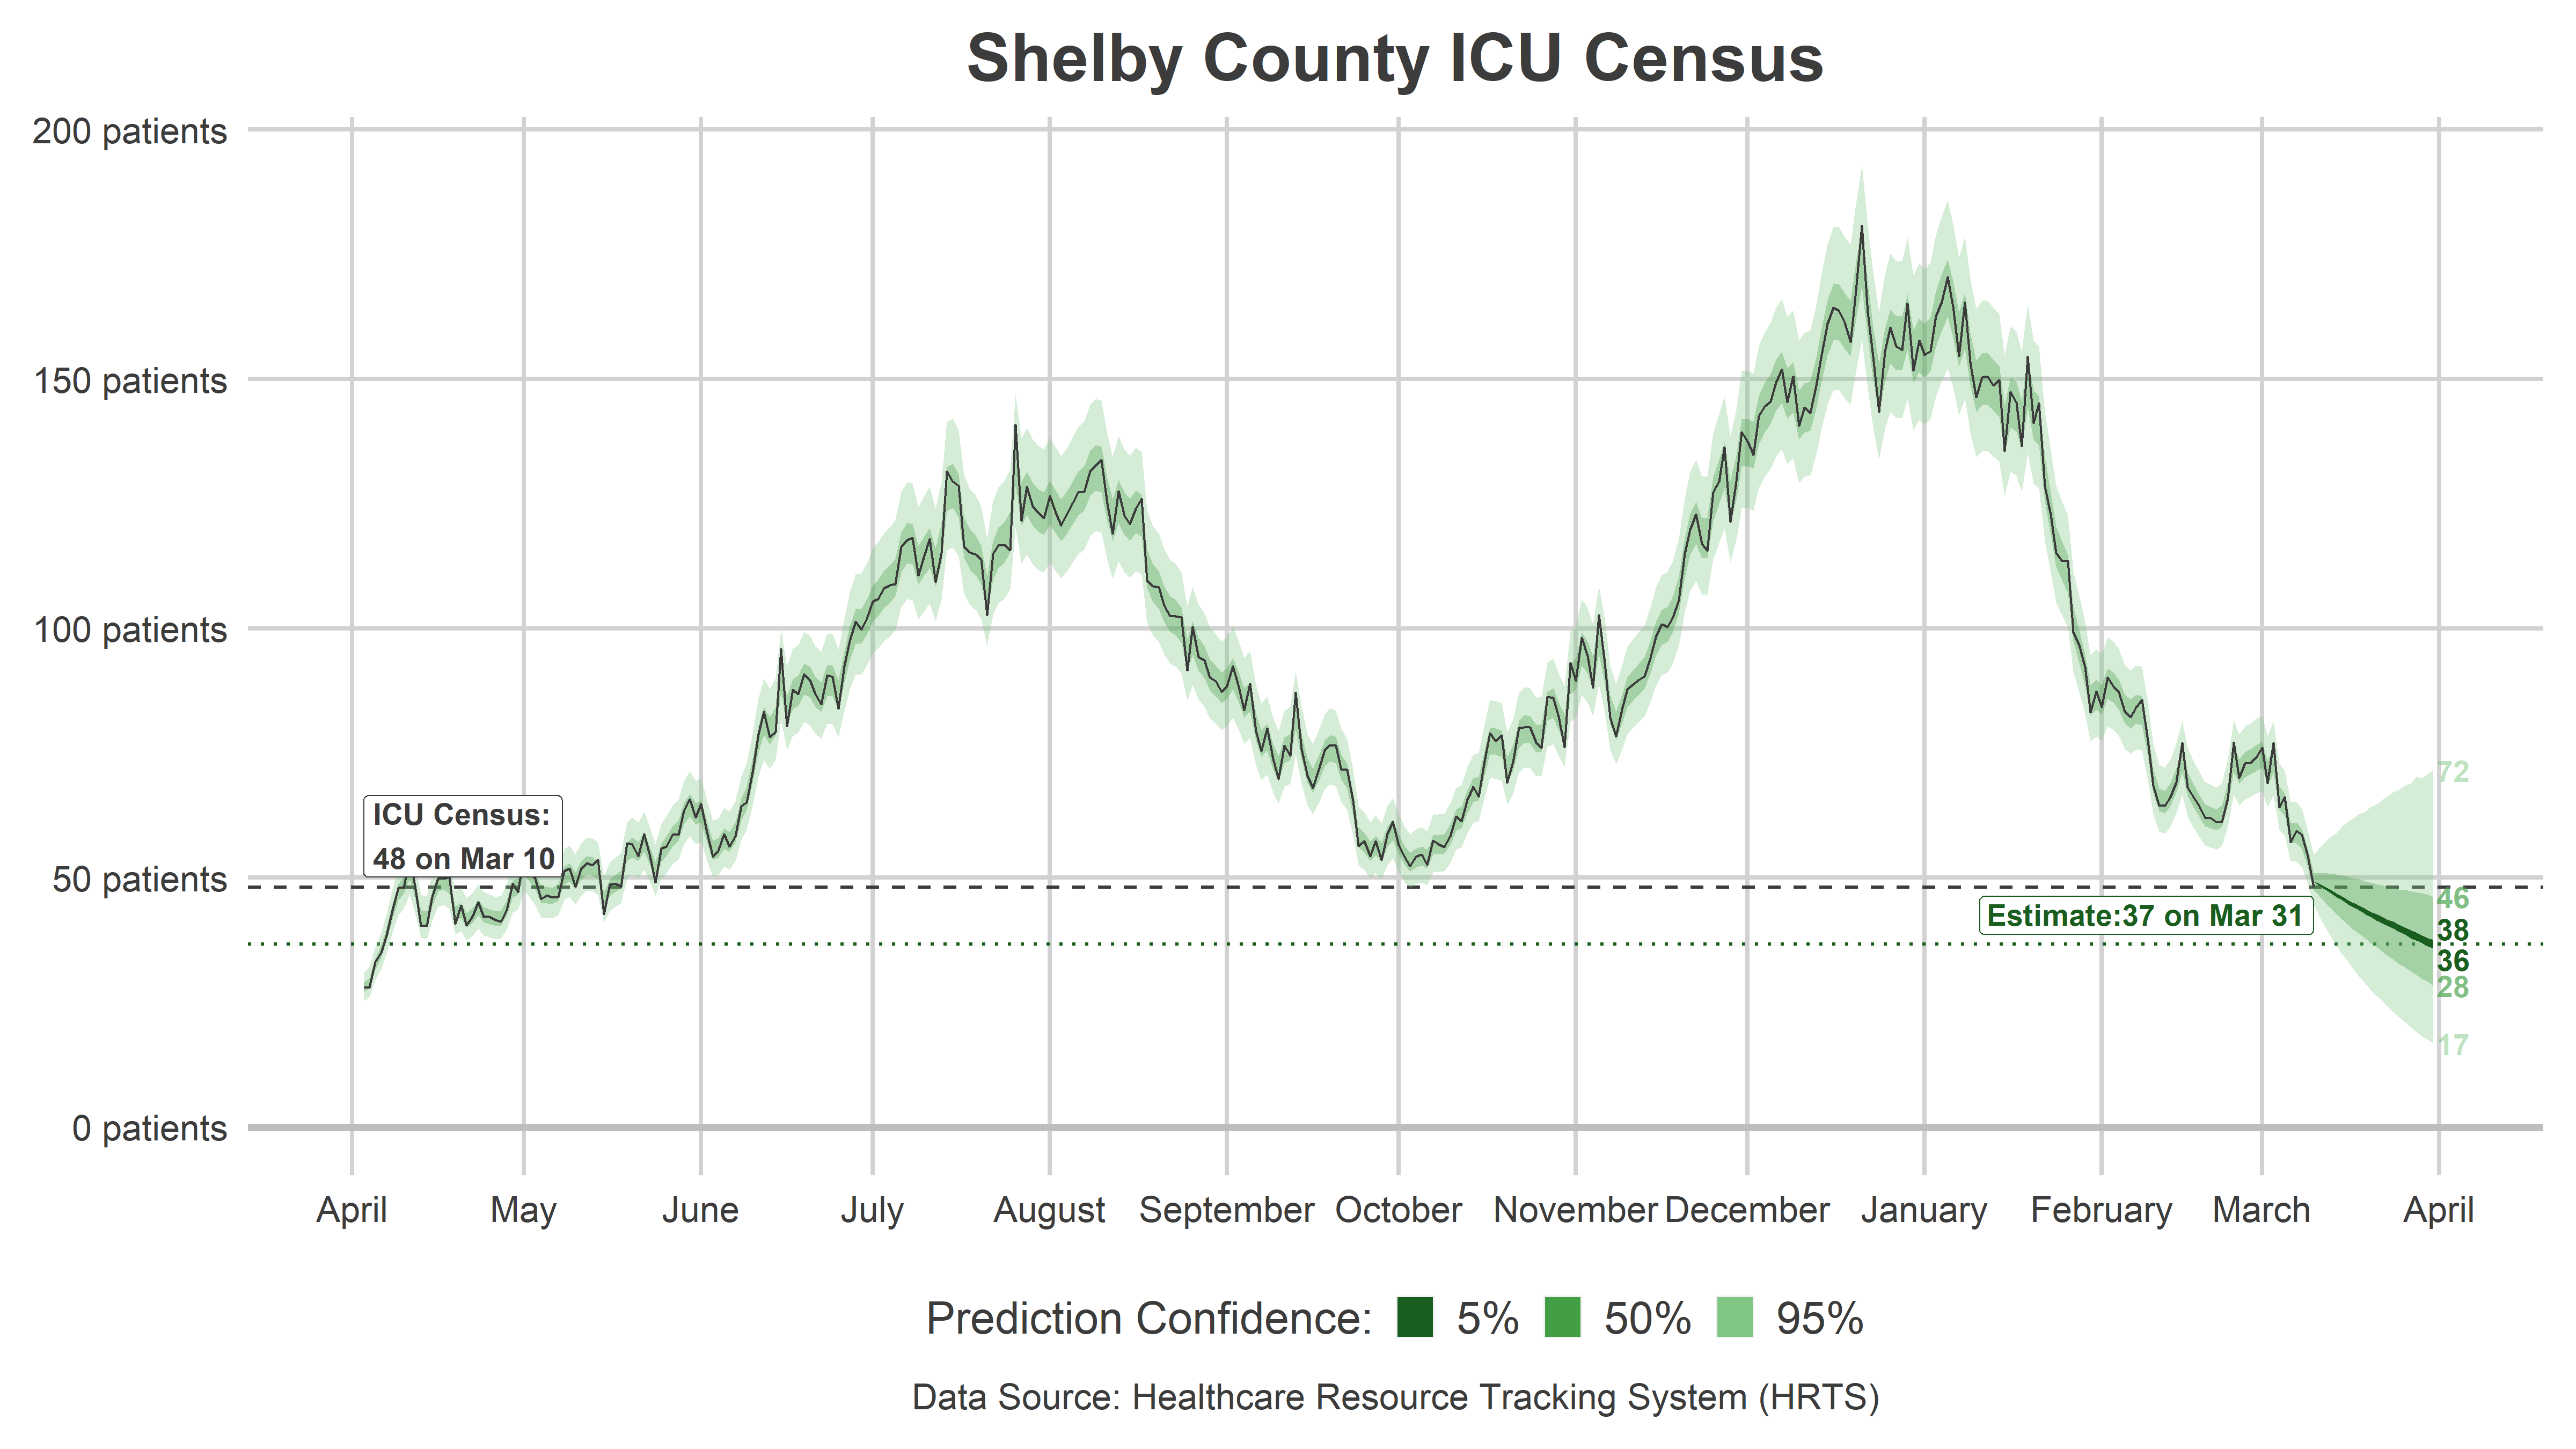 Shelby County ICU Census
200 patients
150 patients
100 patients
50 patients
0 patients
ICU Census:
48 on Mar 10
Estimate:37 on Mar 31
72
46
38
36
28
17
April May June July August September October November December January February March April
Prediction Confidence: 5% 50% 95%
Data Source: Healthcare Resource Tracking System (HRTS)